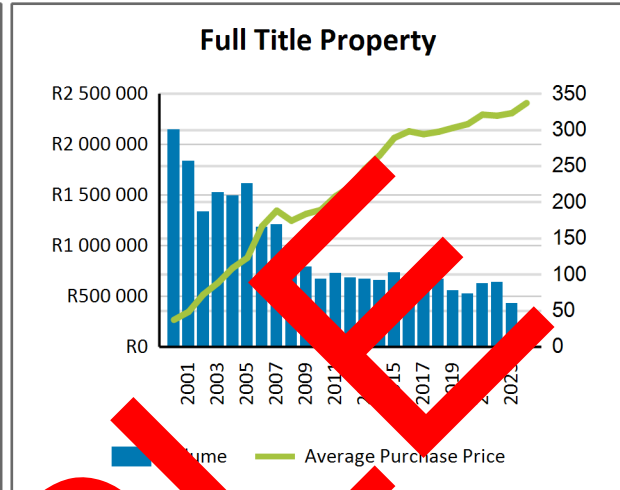 Full Title Property
R2 500 000 350
R2 000 000 300
250
R1 500 000 200
R1 000 000 150
100
R500 000 50
R0 0
2001 2003 2005 2007 2009 2017 2019
Average Purchase Price